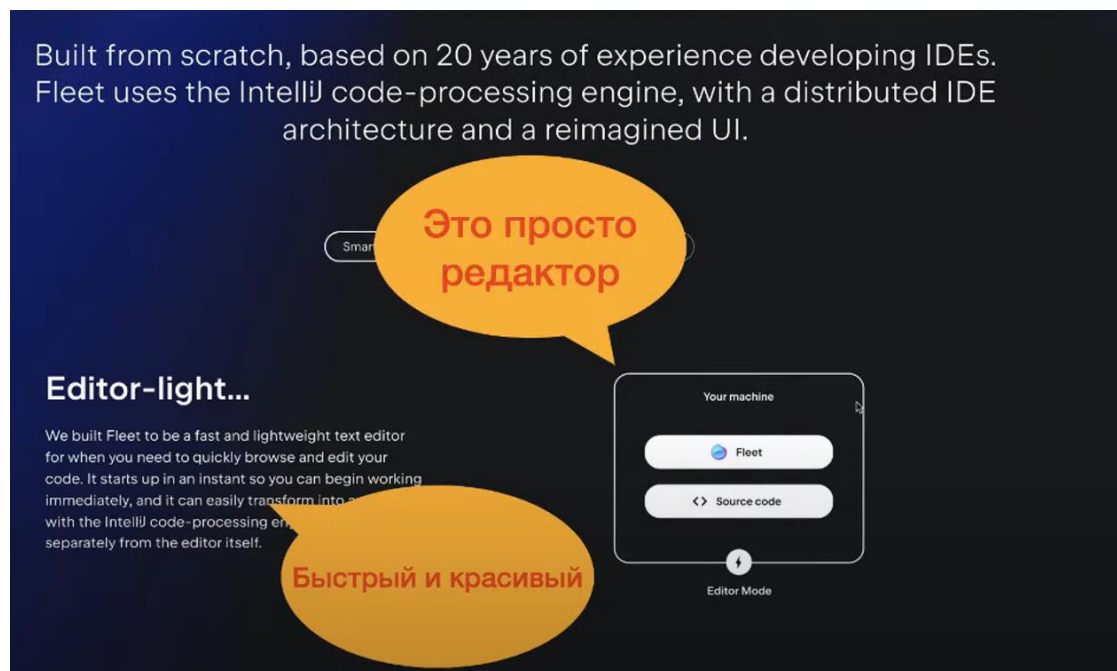 Built from scratch, based on 20 years of experience developing IDEs.
Fleet uses the IntelliJ code-processing engine, with a distributed IDE
architecture and a reimagined UI.
Это просто
редактор
Editor-light...
We built Fleet to be a fast and lightweight text editor
for when you need to quickly browse and edit your
code. It starts up in an instant so you can begin working
immediately, and it can easily transform into
with the IntelliJ code-processing
separately from the editor itself.
Быстрый и красивый
Your machine
Fleet
<> Source code
Editor Mode